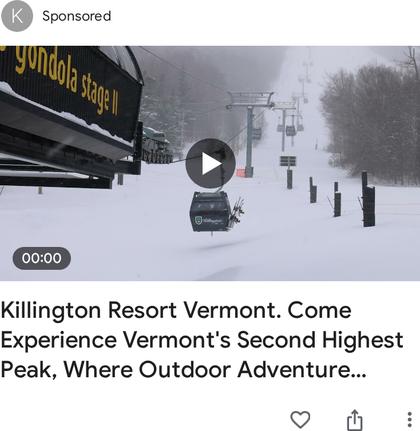 K
Sponsored
gondola stage II
00:00
Killington Resort Vermont. Come
Experience Vermont's Second Highest
Peak, Where Outdoor Adventure...